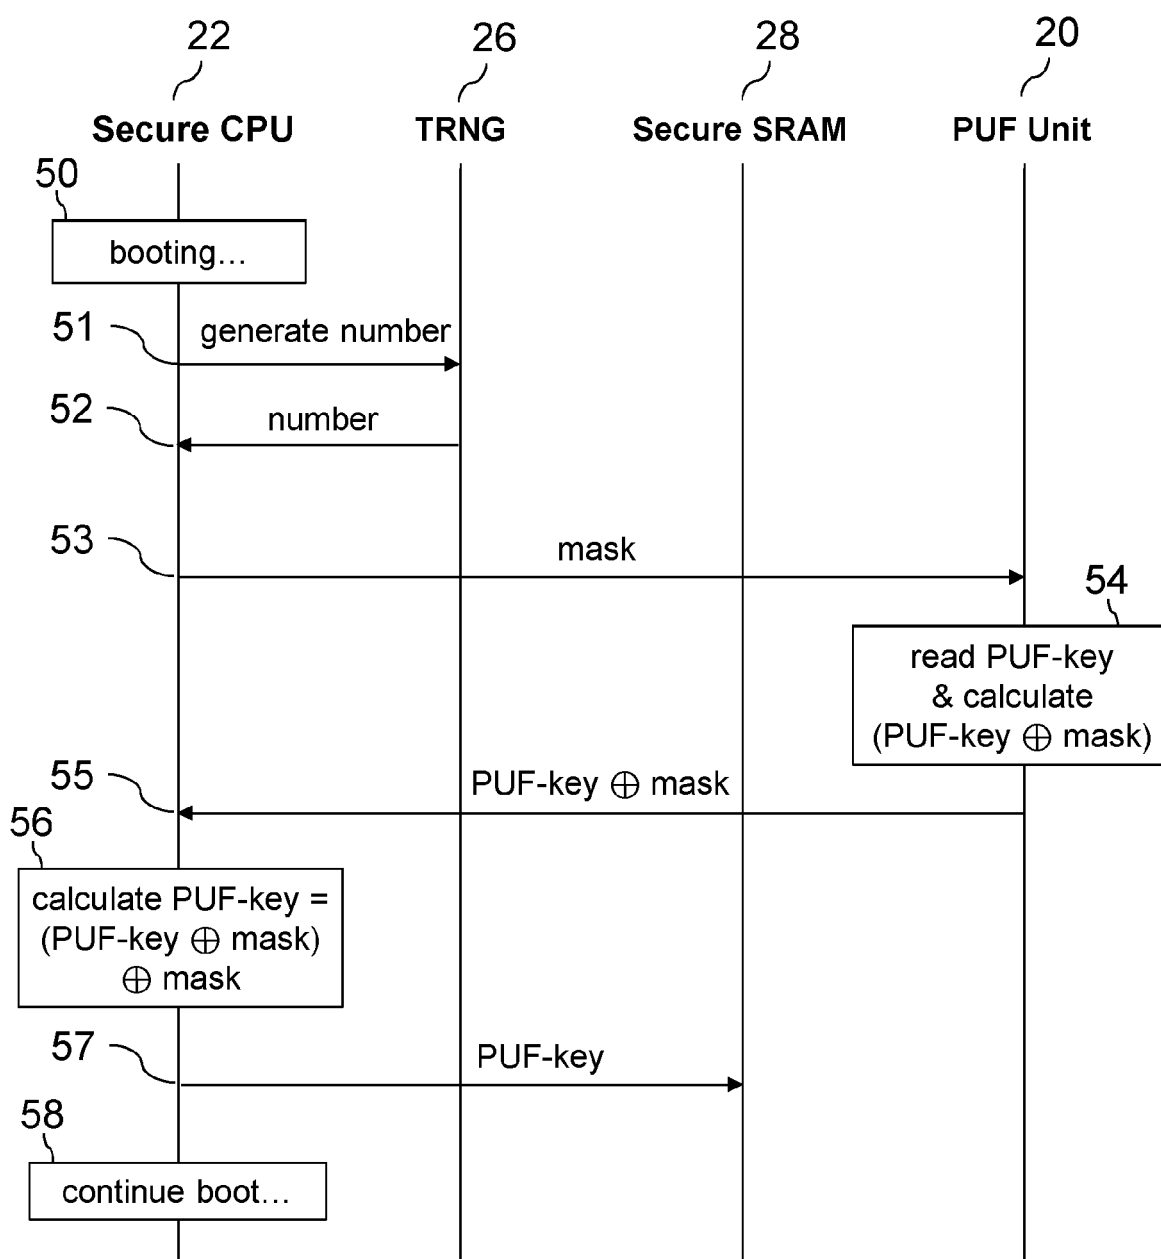 22
26
28
20
Secure CPU
TRNG
Secure SRAM
PUF Unit
50
booting...
51
generate number
52
number
53
mask
54
read PUF-key
& calculate
(PUF-key ⊕ mask)
55
PUF-key ⊕ mask
56
calculate PUF-key =
(PUF-key ⊕ mask)
⊕ mask
57
PUF-key
58
continue boot...